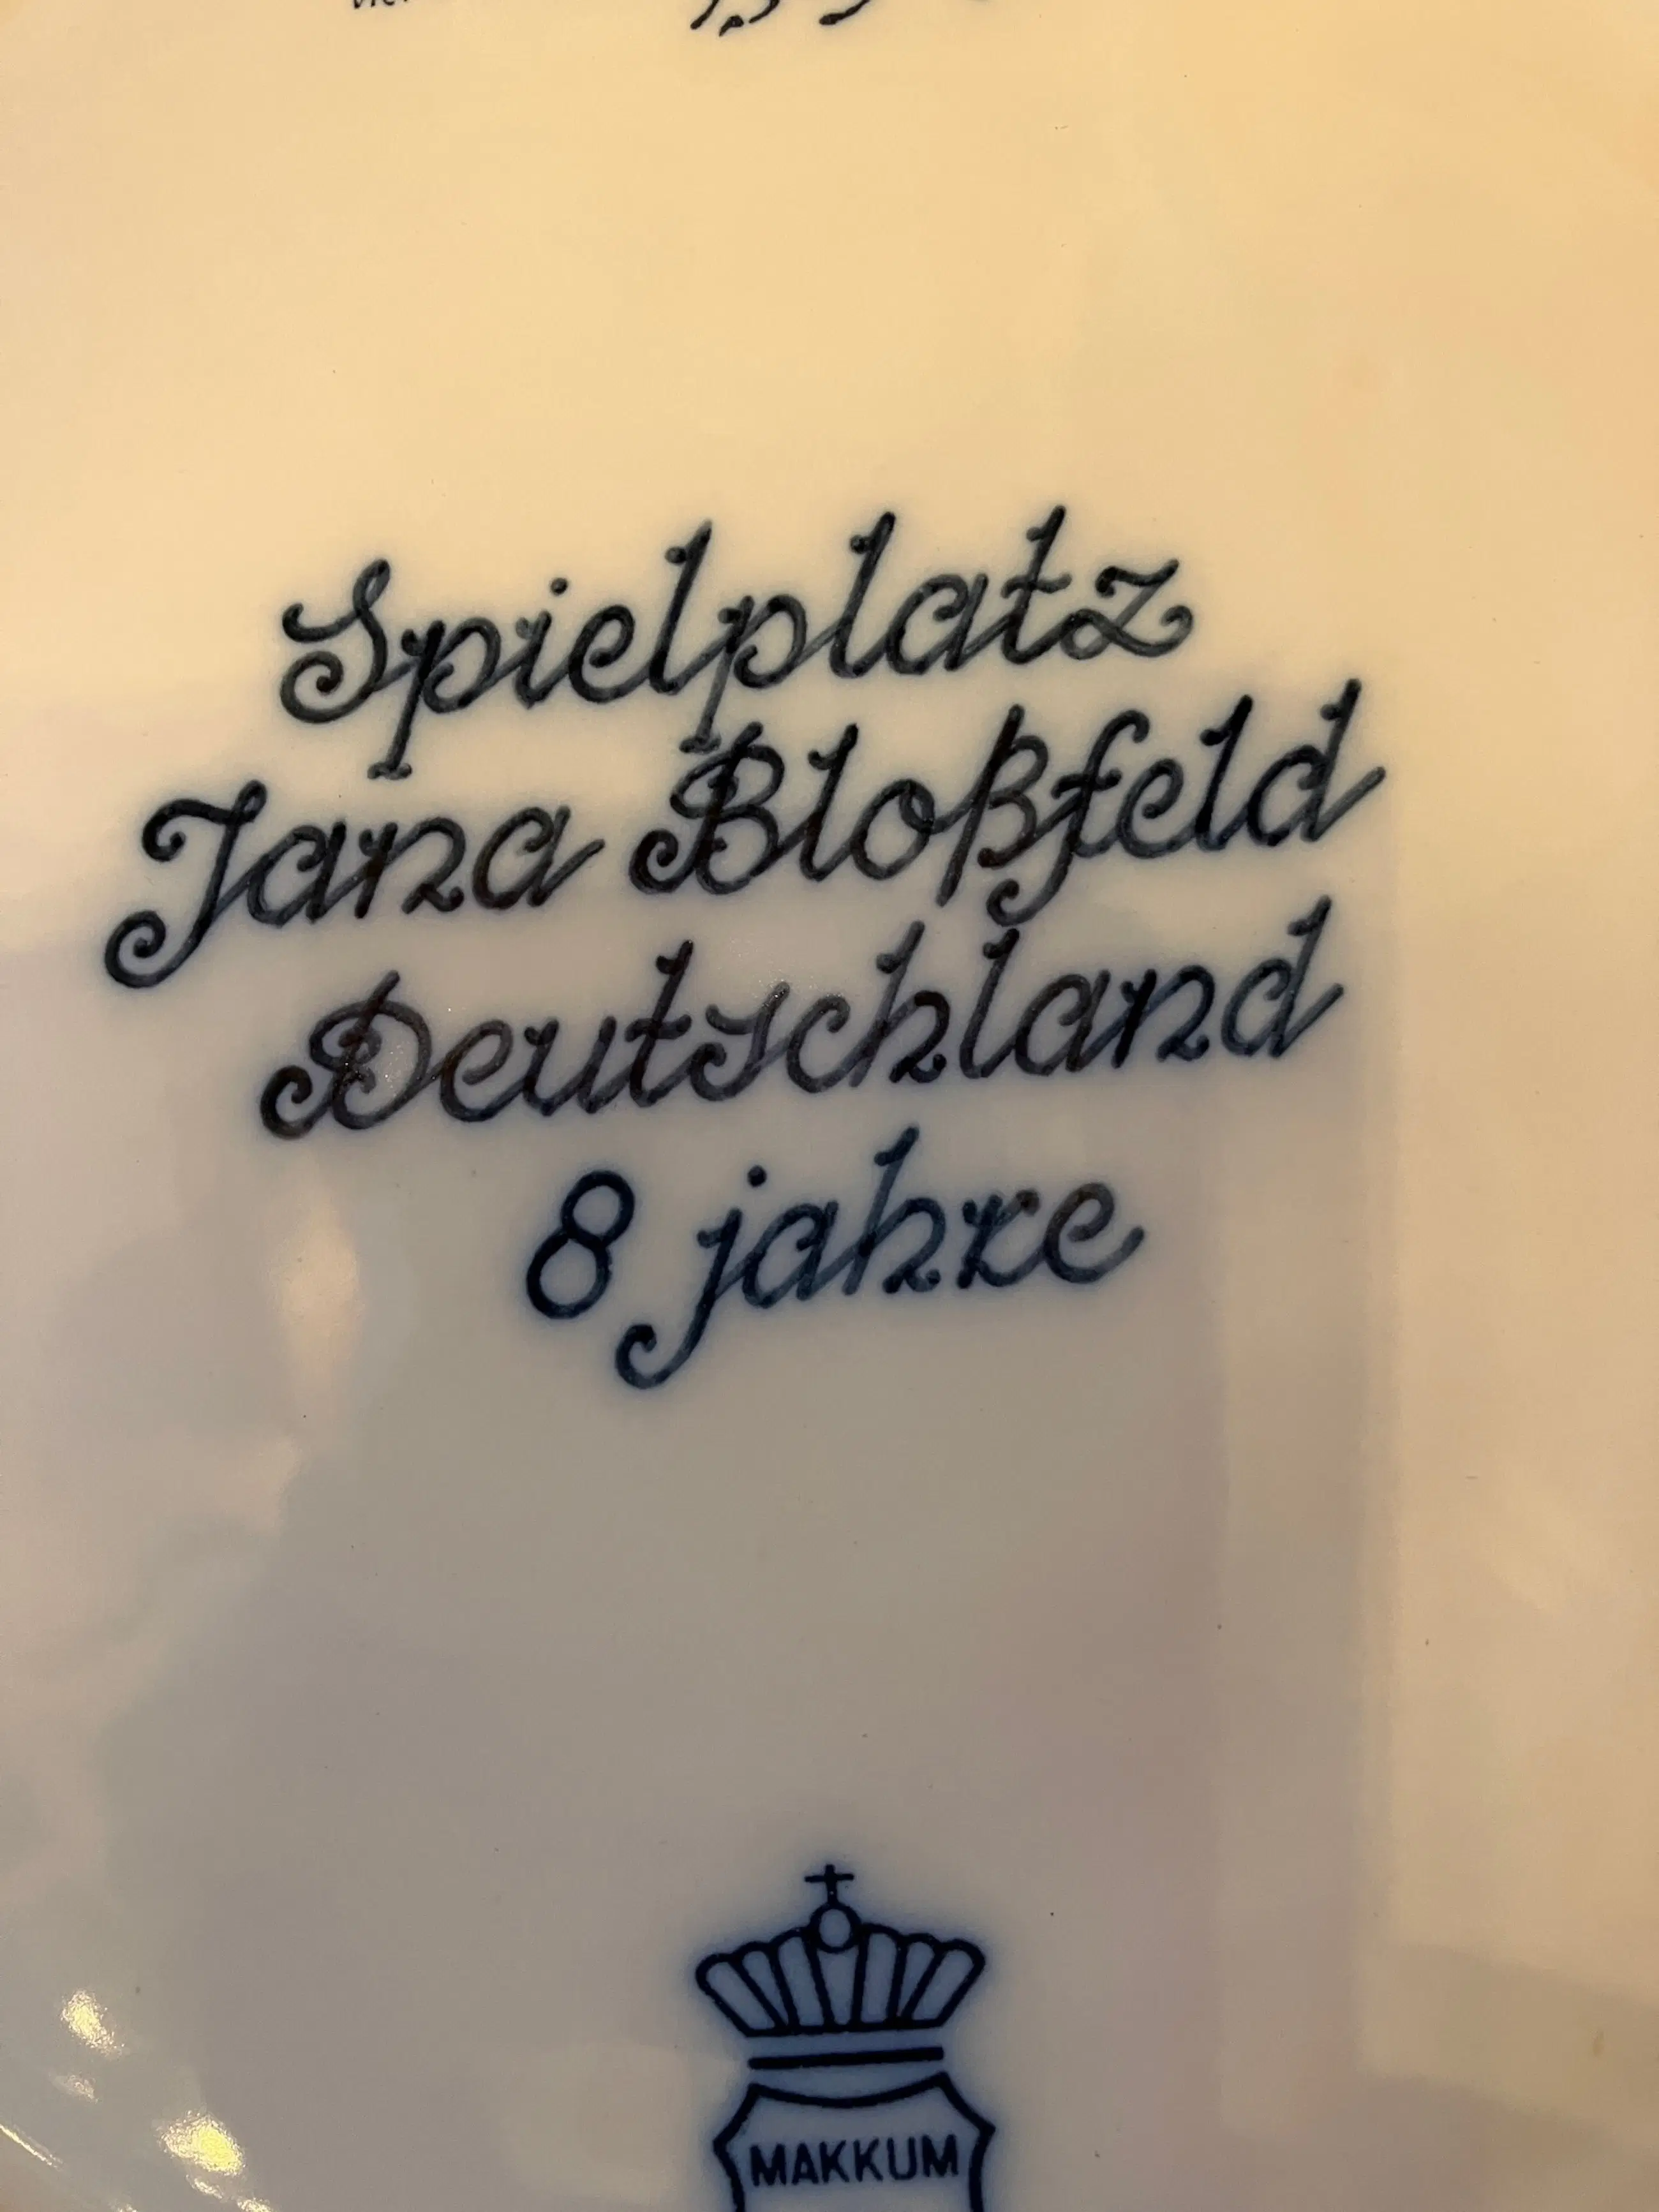 Spielplatz
Jana Bloßfeld
Deutschland
8 jahre
MAKKUM